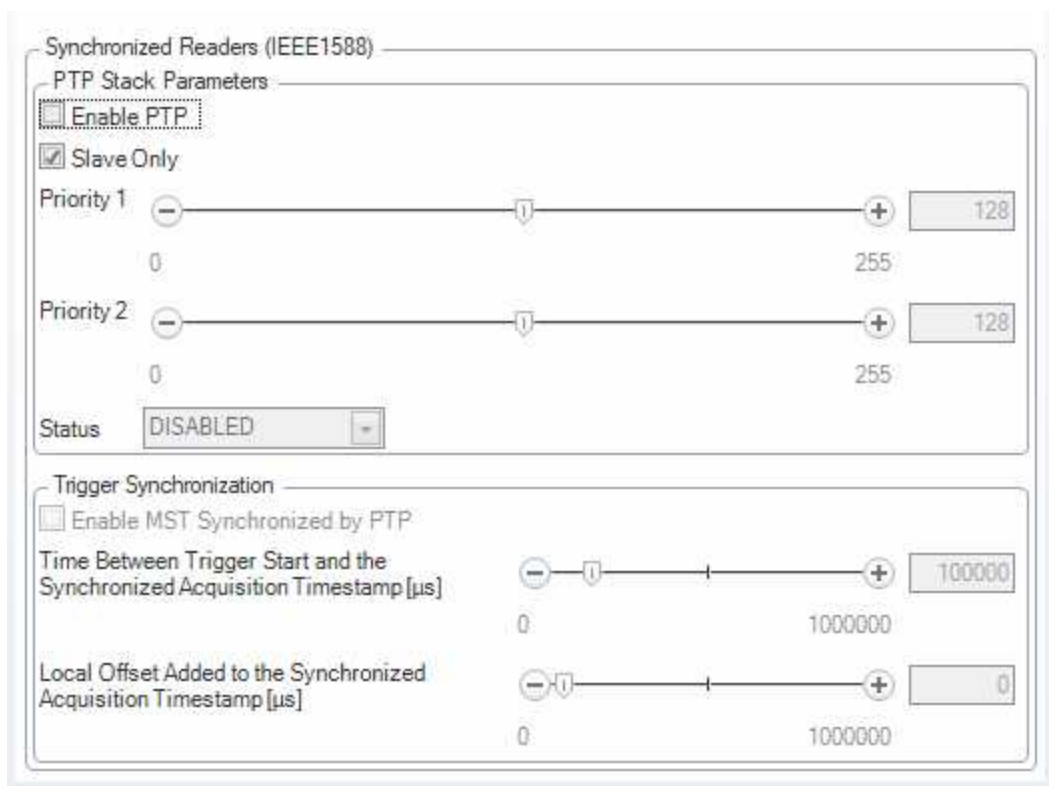 Synchronized Readers (IEEE1588)
PTP Stack Parameters
Enable PTP
Slave Only
Priority 1
128
0 255
Priority 2
128
0 255
Status DISABLED
Trigger Synchronization
Enable MST Synchronized by PTP
Time Between Trigger Start and the
Synchronized Acquisition Timestamp [µs]
100000
0 1000000
Local Offset Added to the Synchronized
Acquisition Timestamp [µs]
0
0 1000000